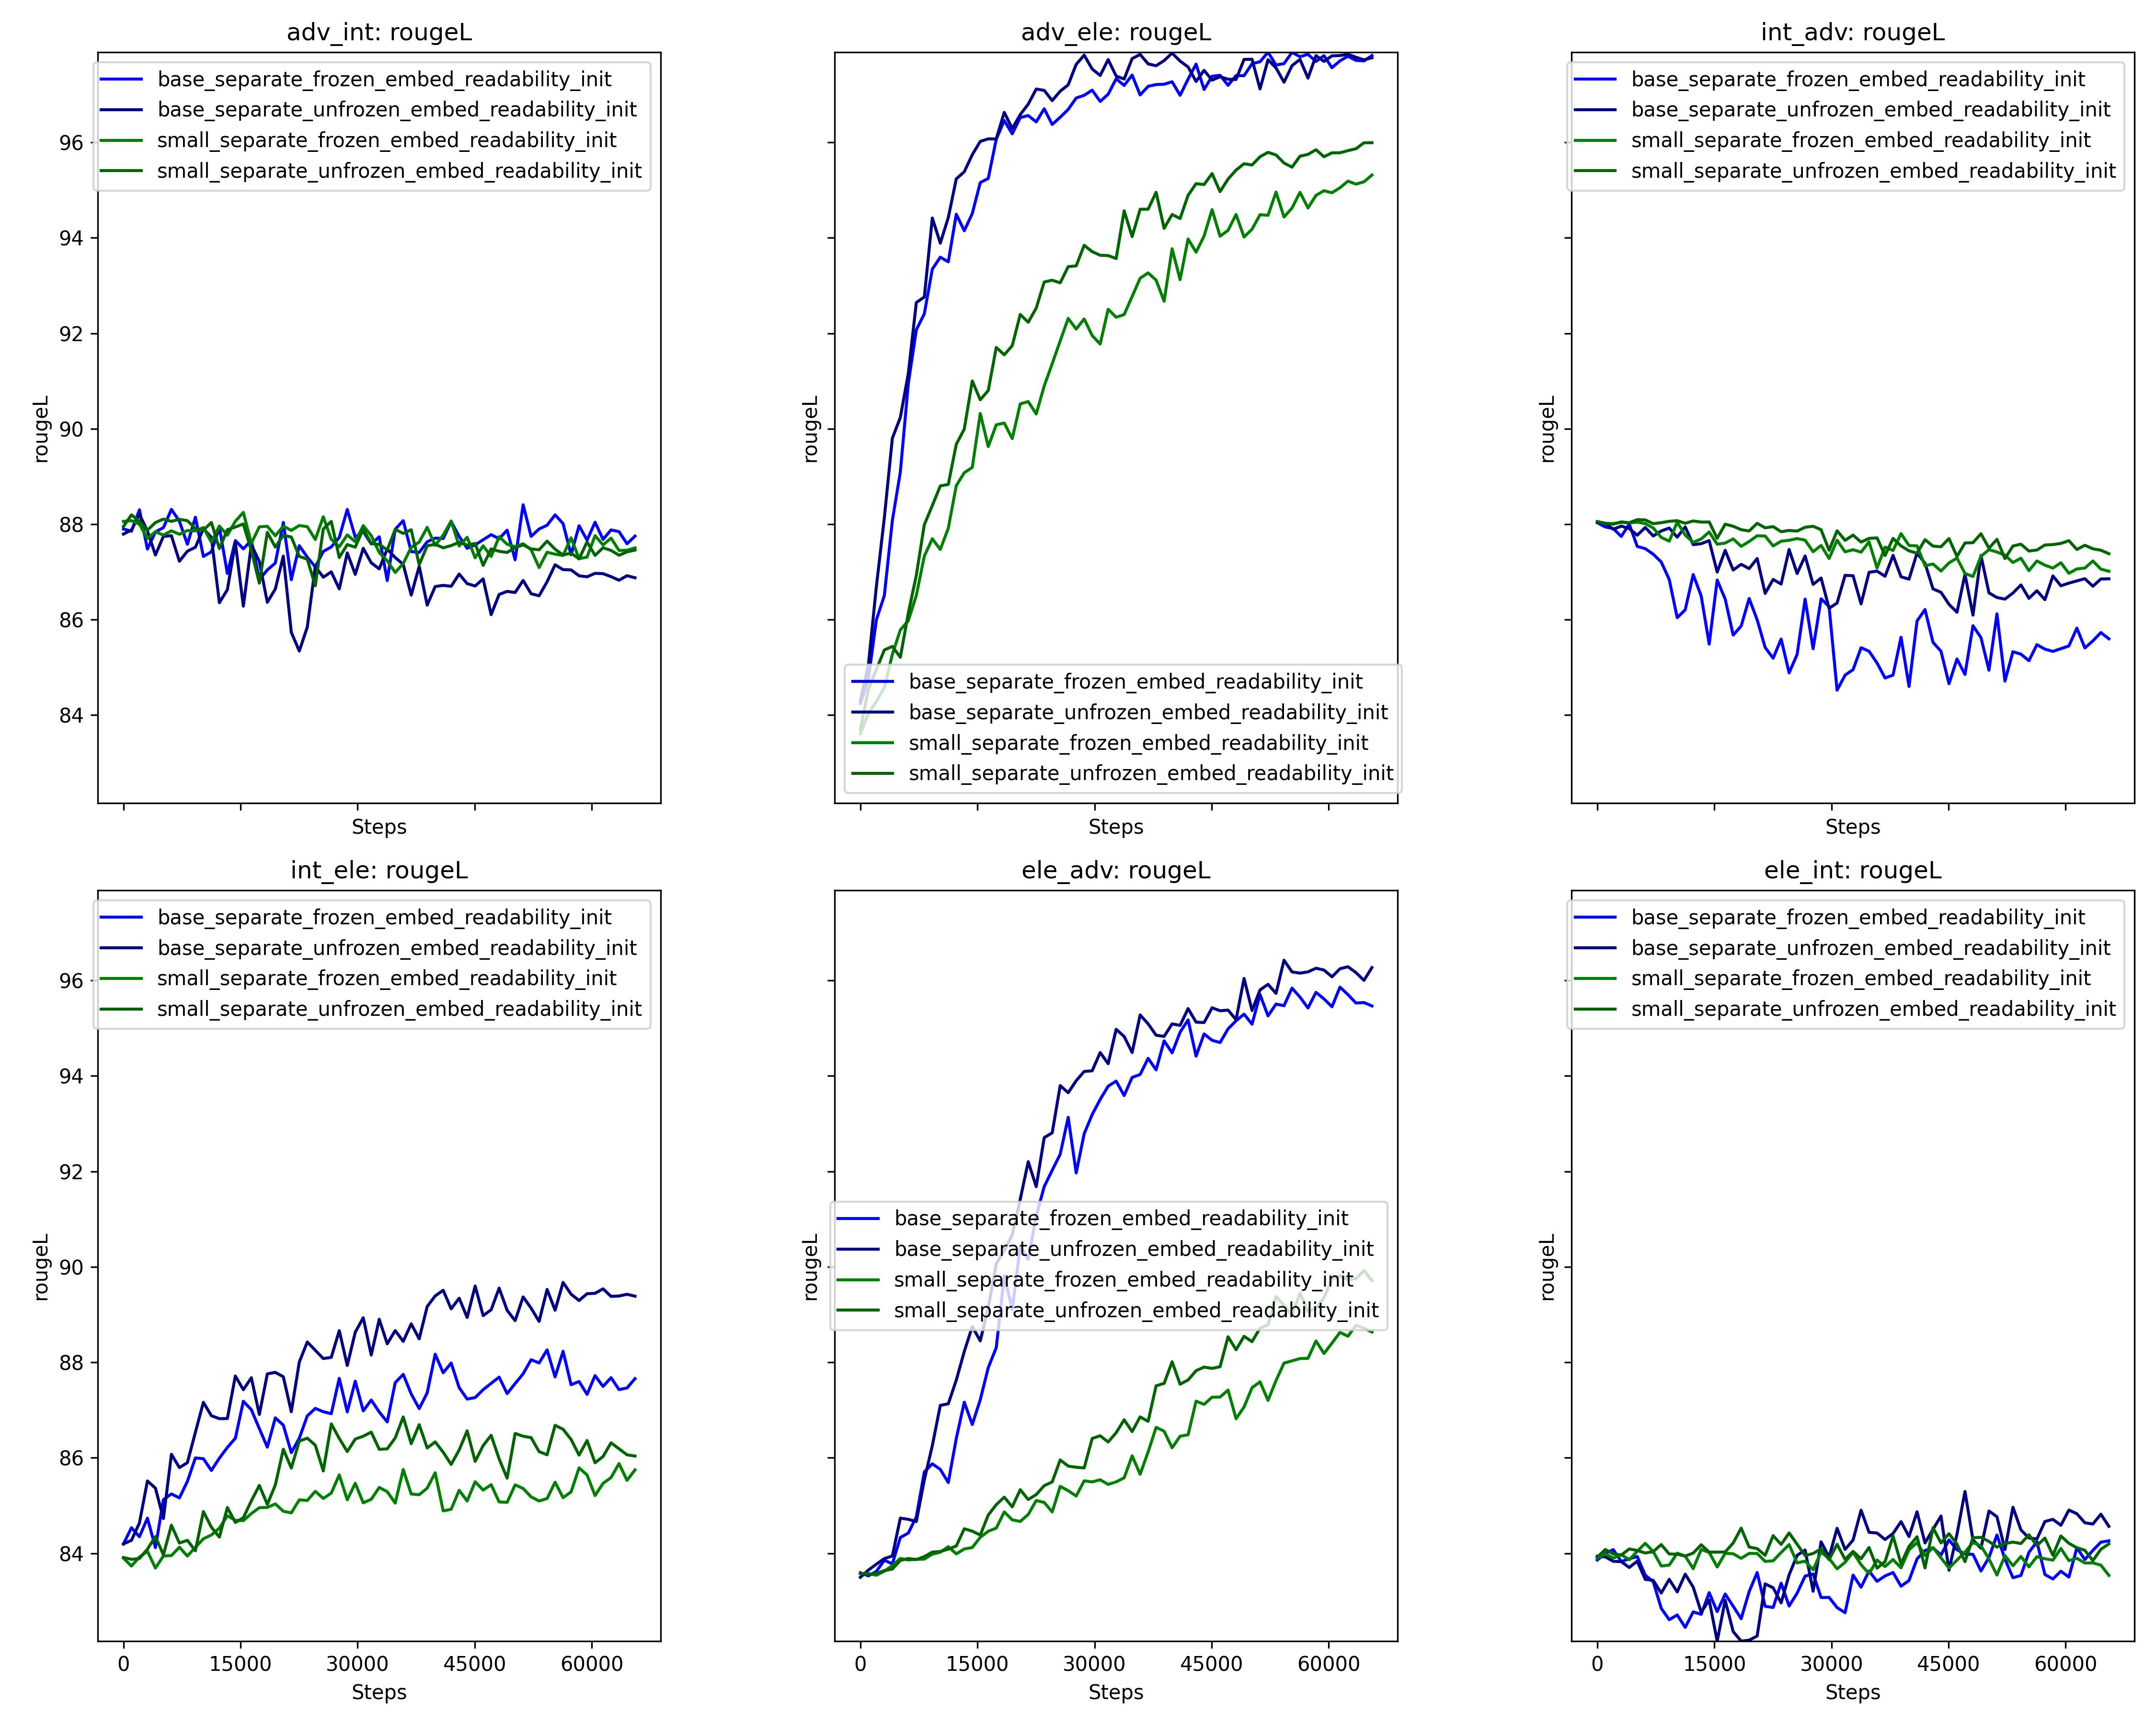 adv_int: rougeL
base_separate_frozen_embed_readability_init
base_separate_unfrozen_embed_readability_init
small_separate_frozen_embed_readability_init
small_separate_unfrozen_embed_readability_init
96
94
92
90
88
86
84
rougeL
Steps
adv_ele: rougeL
rougeL
base_separate_frozen_embed_readability_init
base_separate_unfrozen_embed_readability_init
small_separate_frozen_embed_readability_init
small_separate_unfrozen_embed_readability_init
Steps
int_adv: rougeL
base_separate_frozen_embed_readability_init
base_separate_unfrozen_embed_readability_init
small_separate_frozen_embed_readability_init
small_separate_unfrozen_embed_readability_init
rougeL
Steps
int_ele: rougeL
base_separate_frozen_embed_readability_init
base_separate_unfrozen_embed_readability_init
small_separate_frozen_embed_readability_init
small_separate_unfrozen_embed_readability_init
96
94
92
90
88
86
84
rougeL
0 15000 30000 45000 60000
Steps
ele_adv: rougeL
base_separate_frozen_embed_readability_init
base_separate_unfrozen_embed_readability_init
small_separate_frozen_embed_readability_init
small_separate_unfrozen_embed_readability_init
rougeL
0 15000 30000 45000 60000
Steps
ele_int: rougeL
base_separate_frozen_embed_readability_init
base_separate_unfrozen_embed_readability_init
small_separate_frozen_embed_readability_init
small_separate_unfrozen_embed_readability_init
rougeL
0 15000 30000 45000 60000
Steps